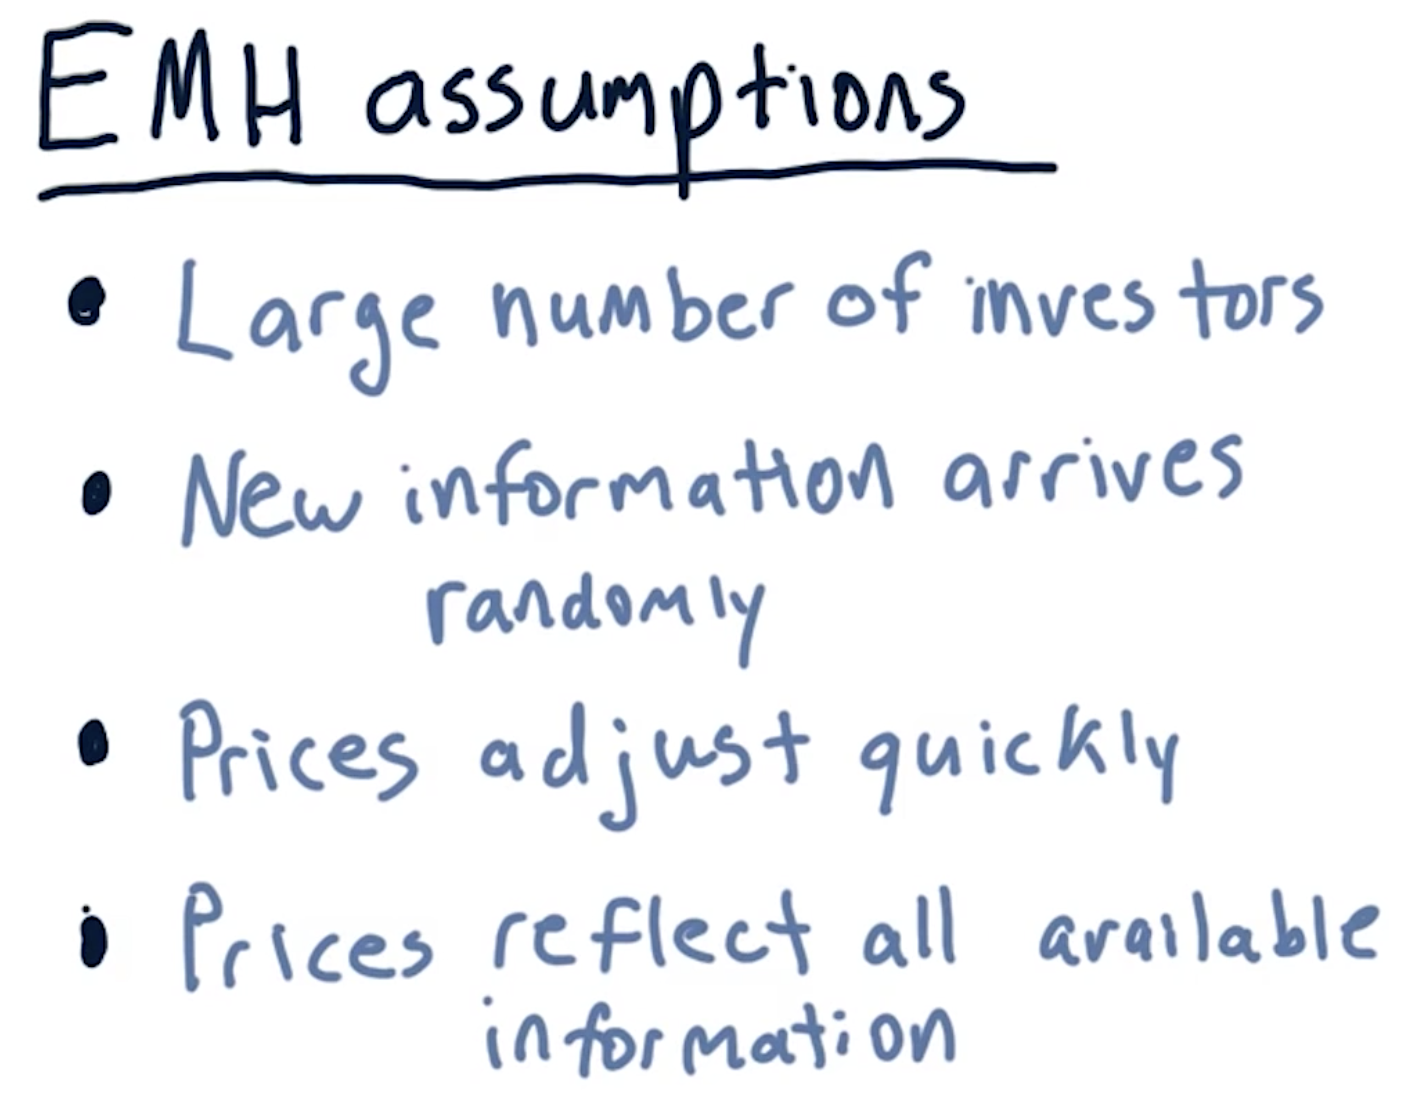 EMH assumptions
• Large number of investors
• New information arrives
randomly
• Prices adjust quickly
• Prices reflect all available
information